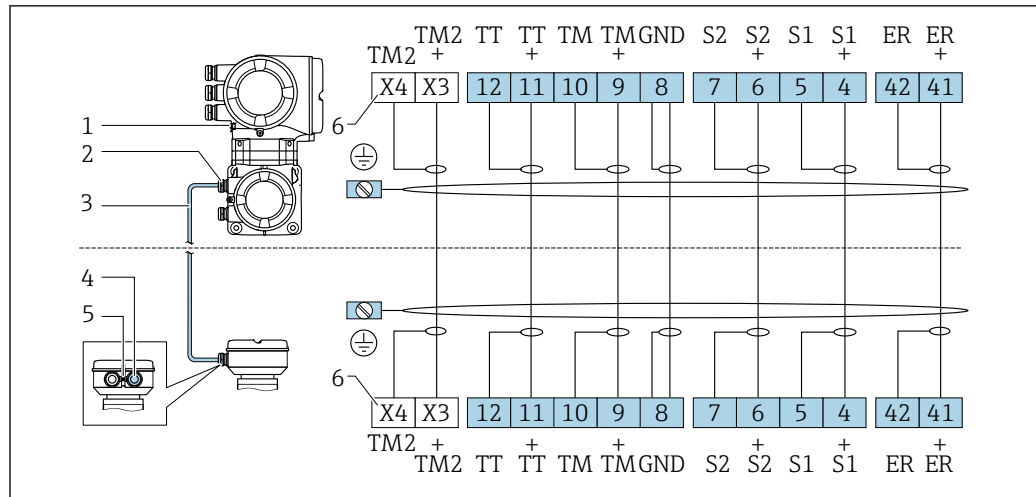 TM2 TM2 + TT TT + TM TM + GND S2 S2 + S1 S1 + ER ER +
X4 X3 12 11 10 9 8 7 6 5 4 42 41
1
2
3
6
4
5
6
X4 X3 12 11 10 9 8 7 6 5 4 42 41
TM2 + TM2 TT + TT TM + TM GND S2 + S2 S1 + S1 ER + ER